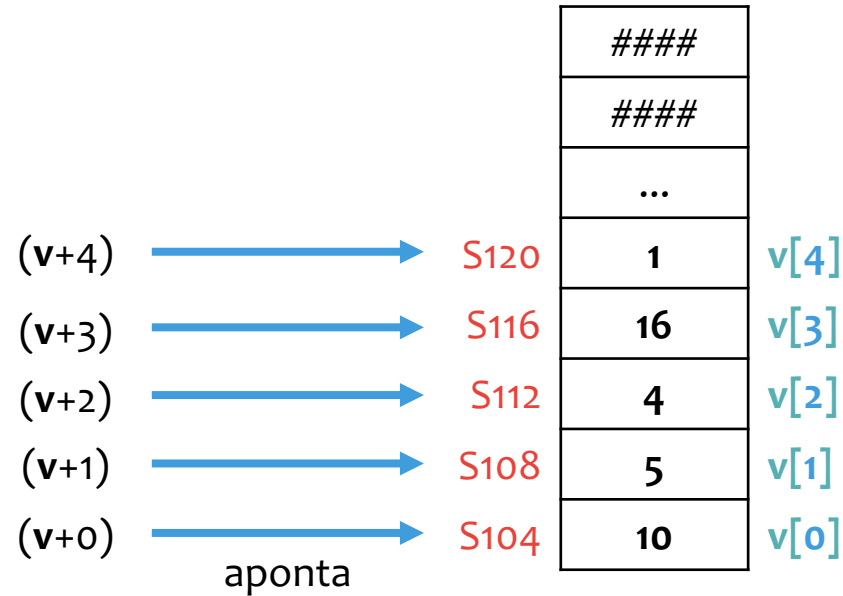 ####
####
...
(v+4) S120 1 v[4]
(v+3) S116 16 v[3]
(v+2) S112 4 v[2]
(v+1) S108 5 v[1]
(v+0) S104 10 v[0]
aponta